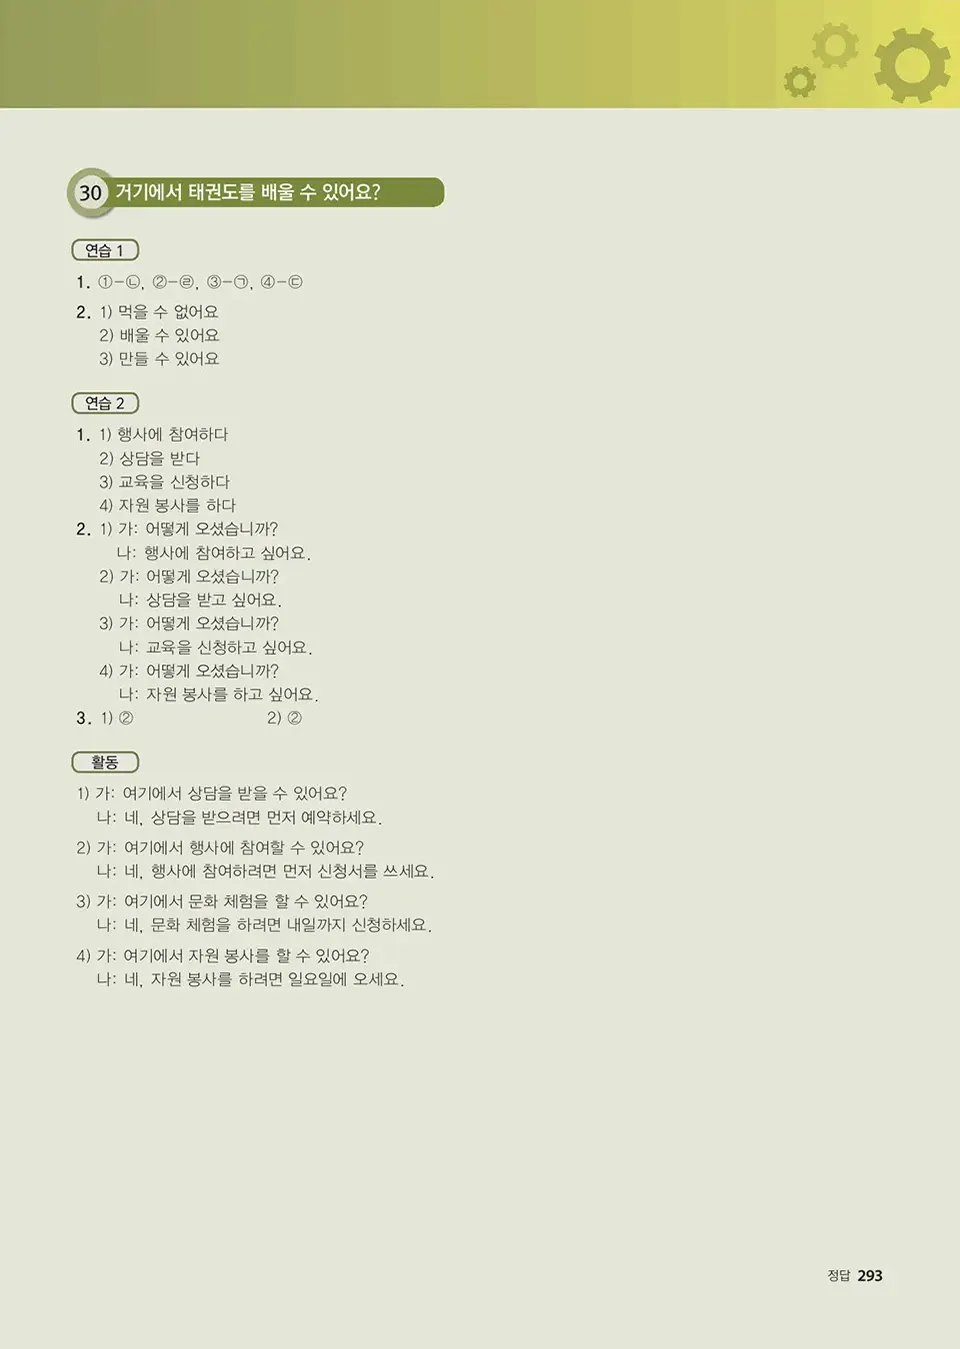 30 거기에서 태권도를 배울 수 있어요?
연습 1
1. ①-㉡, ②-㉣, ③-㉠, ④-㉢
2. 1) 먹을 수 없어요
2) 배울 수 있어요
3) 만들 수 있어요
연습 2
1. 1) 행사에 참여하다
2) 상담을 받다
3) 교육을 신청하다
4) 자원 봉사를 하다
2. 1) 가: 어떻게 오셨습니까?
나: 행사에 참여하고 싶어요.
2) 가: 어떻게 오셨습니까?
나: 상담을 받고 싶어요.
3) 가: 어떻게 오셨습니까?
나: 교육을 신청하고 싶어요.
4) 가: 어떻게 오셨습니까?
나: 자원 봉사를 하고 싶어요.
3. 1) ② 2) ②
활동
1) 가: 여기에서 상담을 받을 수 있어요?
나: 네, 상담을 받으려면 먼저 예약하세요.
2) 가: 여기에서 행사에 참여할 수 있어요?
나: 네, 행사에 참여하려면 먼저 신청서를 쓰세요.
3) 가: 여기에서 문화 체험을 할 수 있어요?
나: 네, 문화 체험을 하려면 내일까지 신청하세요.
4) 가: 여기에서 자원 봉사를 할 수 있어요?
나: 네, 자원 봉사를 하려면 일요일에 오세요.
정답 293